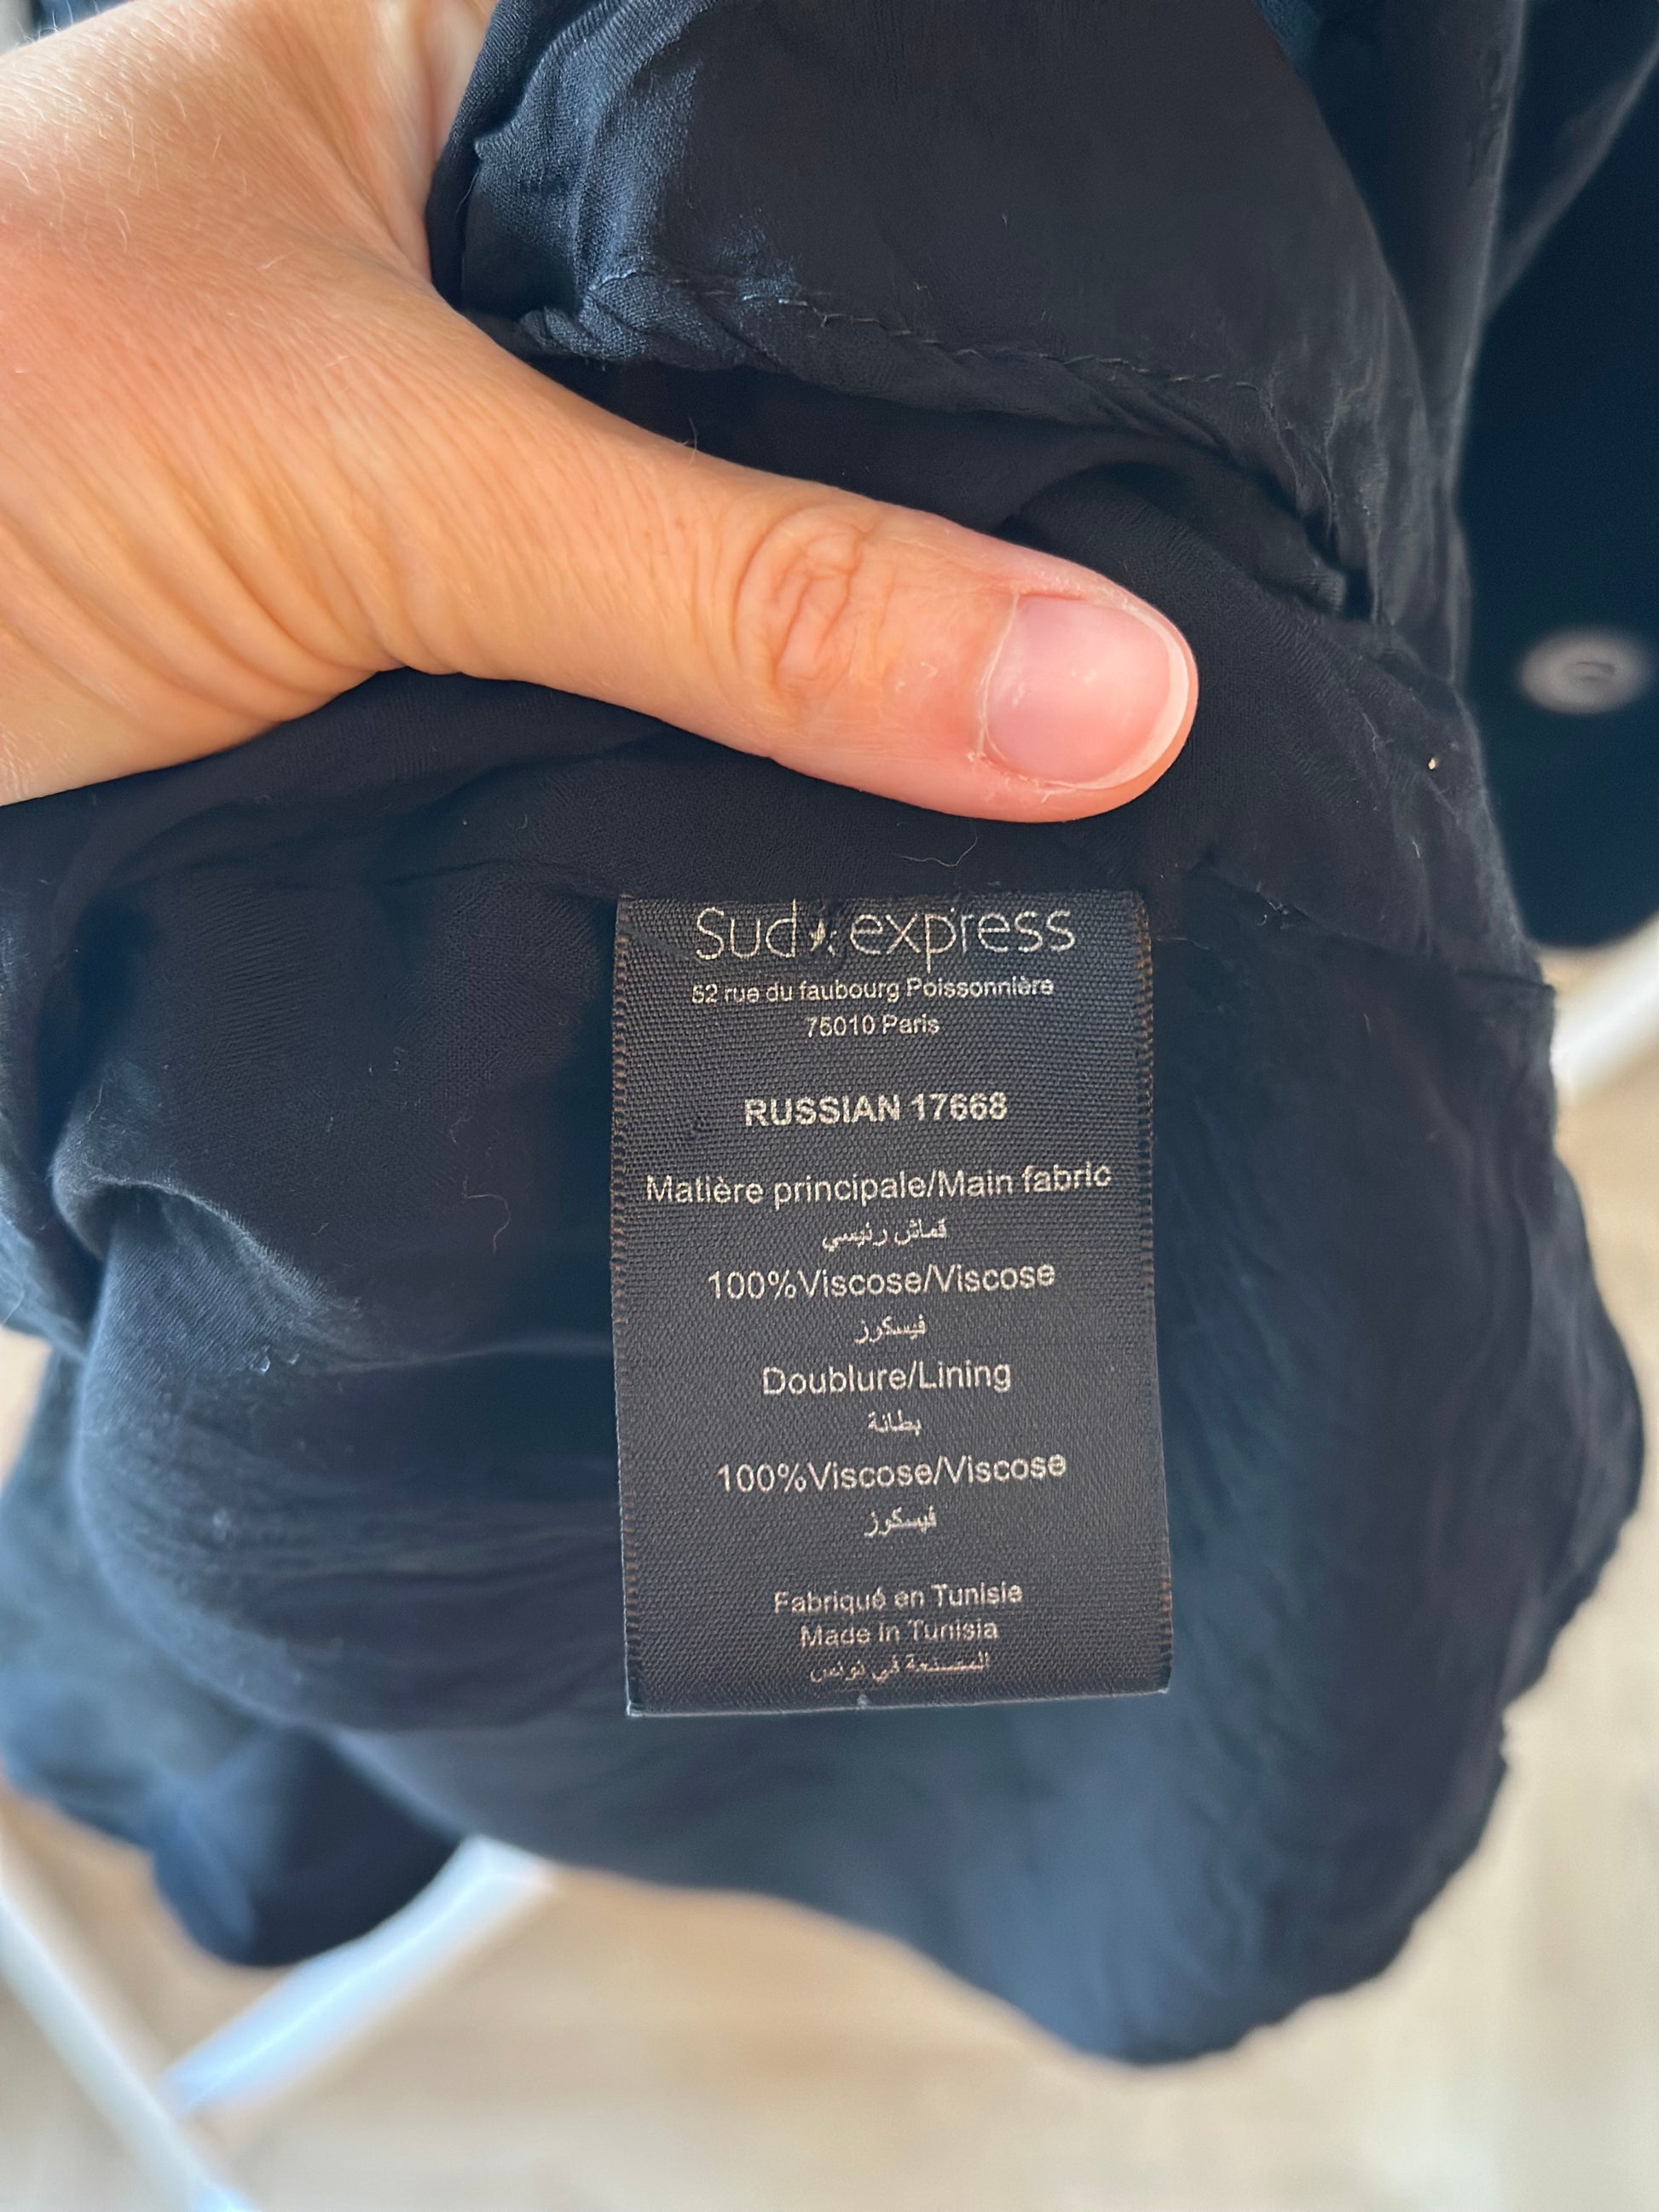 Sud express
52 rue du faubourg Poissonnière
75010 Paris
RUSSIAN 17668
Matière principale/Main fabric
قماش رئيسي
100%Viscose/Viscose
فيسكوز
Doublure/Lining
بطانة
100%Viscose/Viscose
فيسكوز
Fabriqué en Tunisie
Made in Tunisia
المتسنعة في تونس